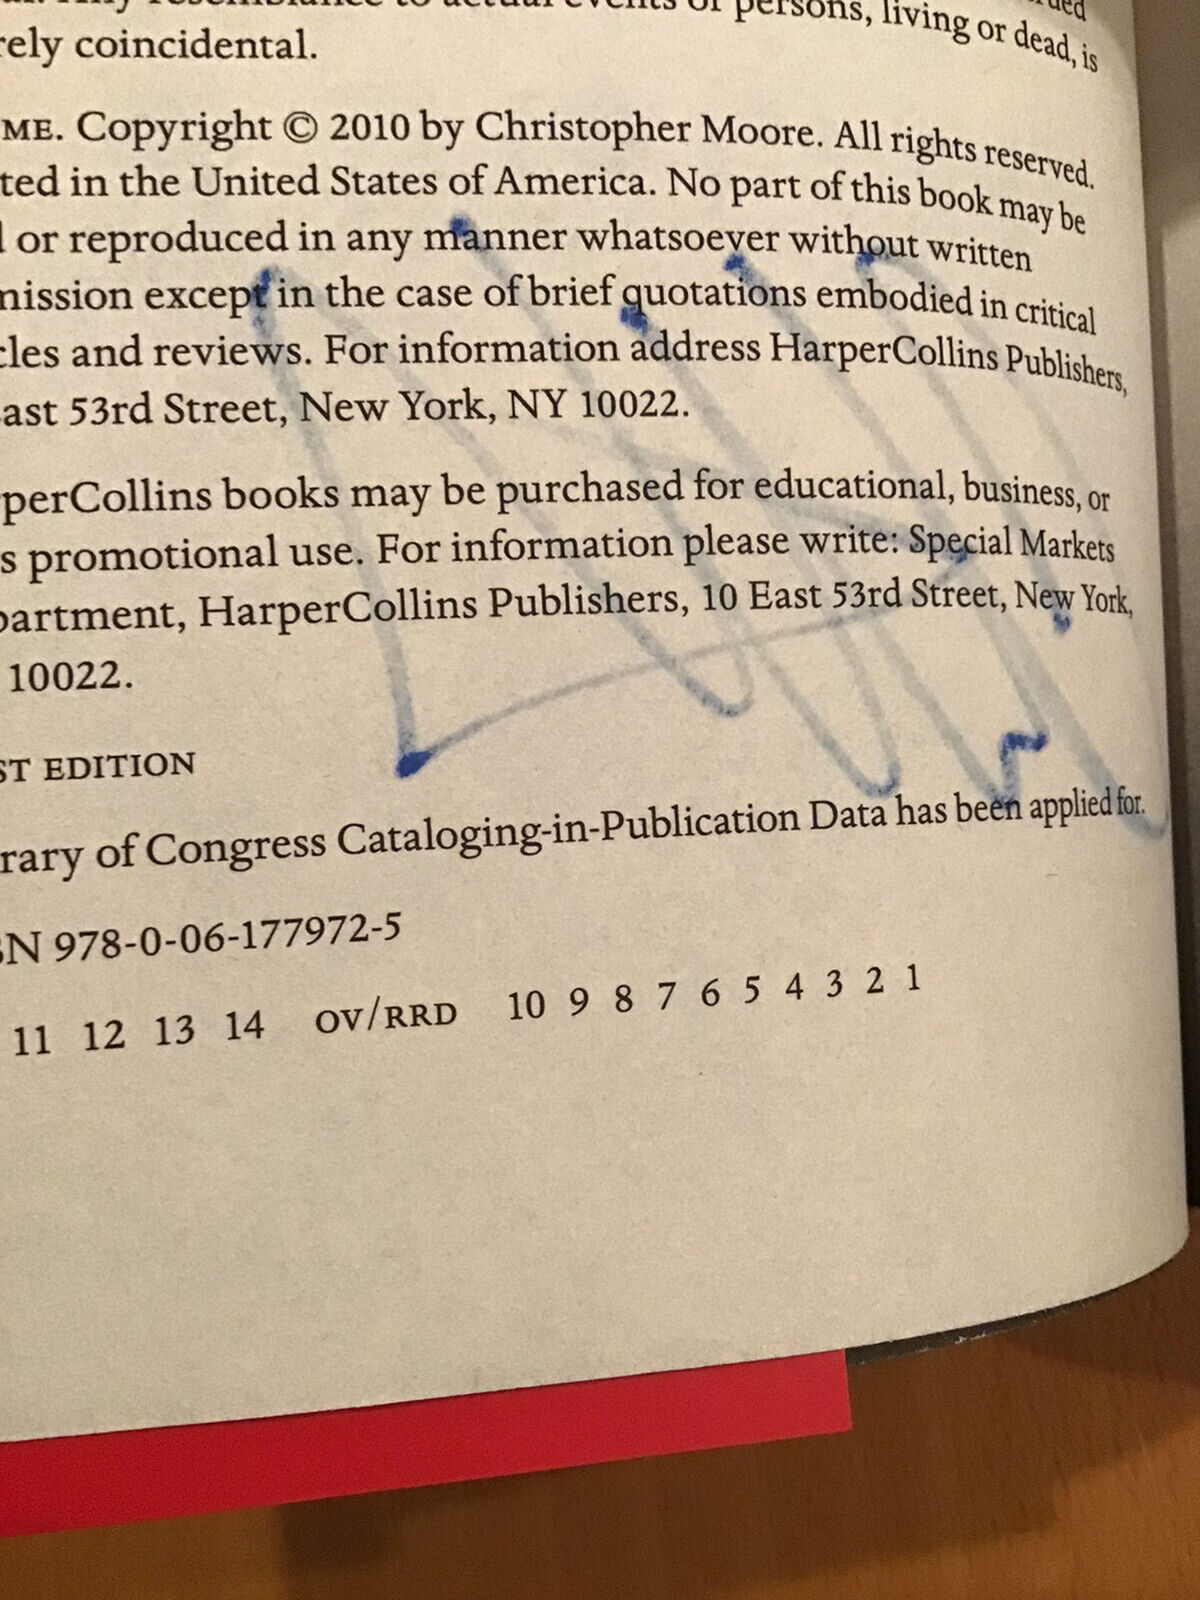 to actual events or persons, living or dead, is
rely coincidental.
ME. Copyright © 2010 by Christopher Moore. All rights reserved.
ted in the United States of America. No part of this book may be
or reproduced in any manner whatsoever without written
mission except in the case of brief quotations embodied in critical
cles and reviews. For information address HarperCollins Publishers,
ast 53rd Street, New York, NY 10022.
perCollins books may be purchased for educational, business, or
s promotional use. For information please write: Special Markets
partment, HarperCollins Publishers, 10 East 53rd Street, New York,
10022.
ST EDITION
rary of Congress Cataloging-in-Publication Data has been applied for.
BN 978-0-06-177972-5
11 12 13 14 OV/RRD 10 9 8 7 6 5 4 3 2 1